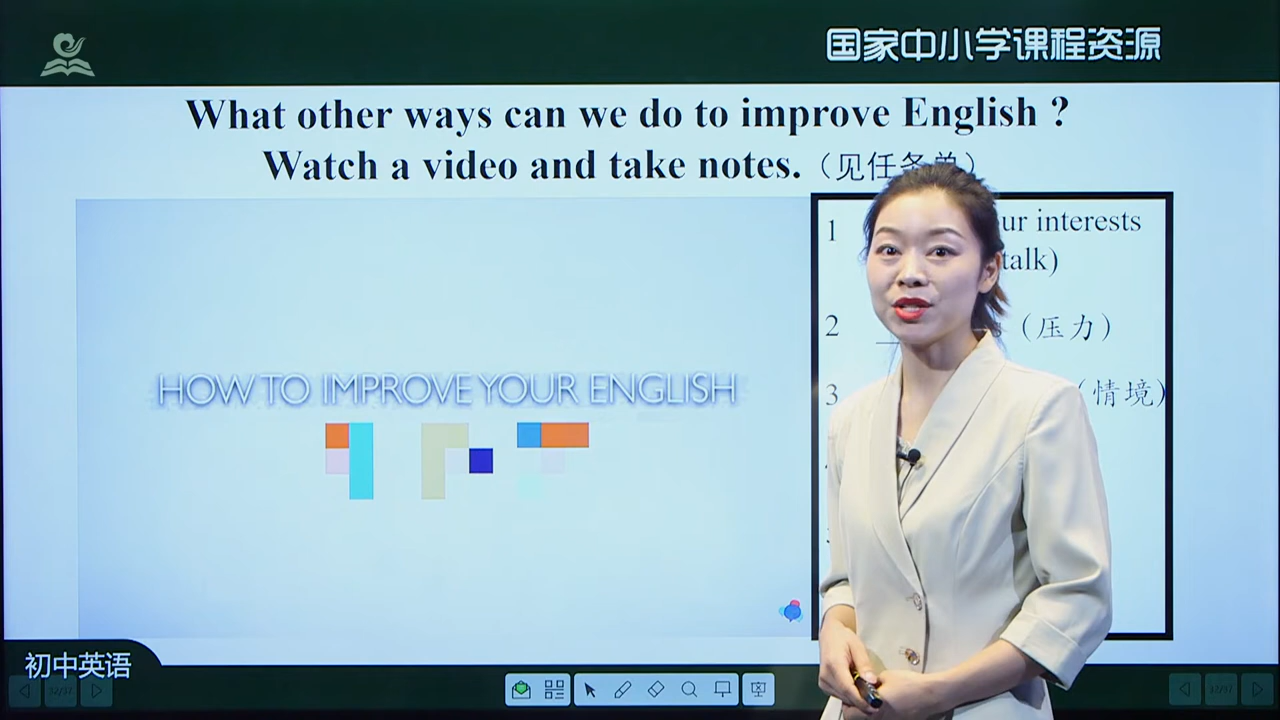 国家中小学课程资源
What other ways can we do to improve English ?
Watch a video and take notes.（见任务单）
1 ur interests
talk)
2 （压力）
3 （情境）
HOW TO IMPROVE YOUR ENGLISH
初中英语
32/37